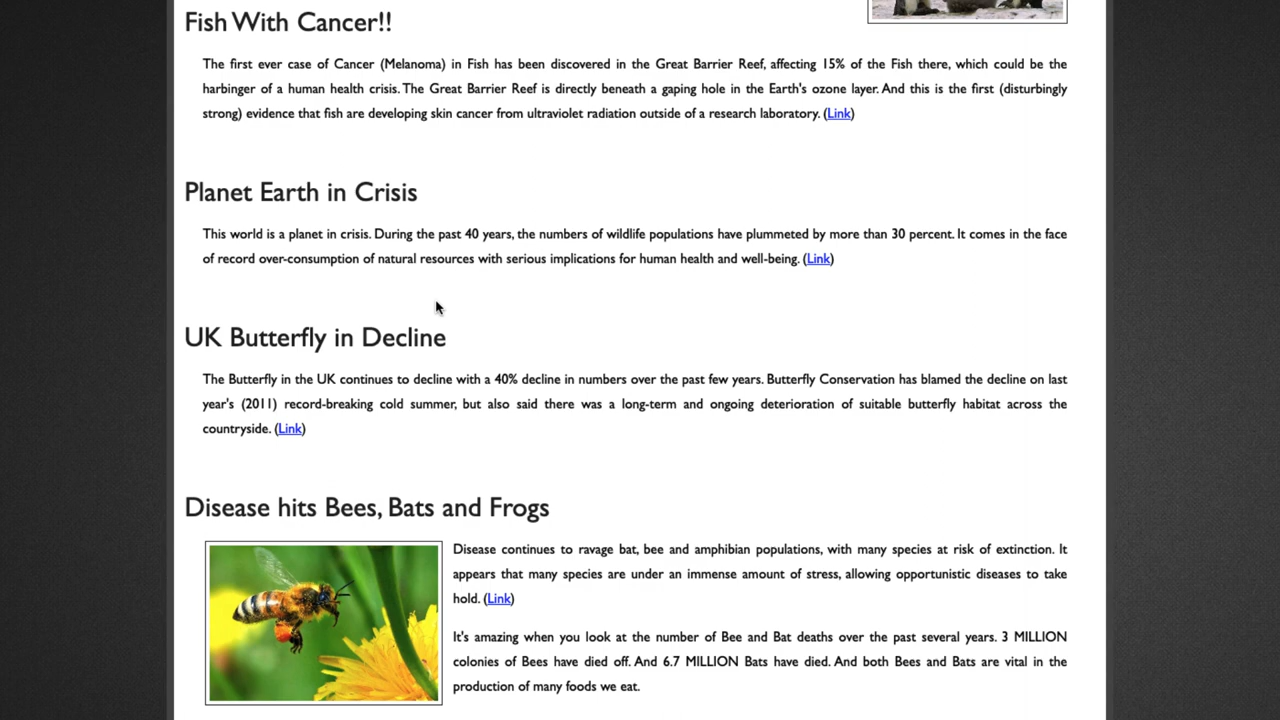 Fish With Cancer!!
The first ever case of Cancer (Melanoma) in Fish has been discovered in the Great Barrier Reef, affecting 15% of the Fish there, which could be the
harbinger of a human health crisis. The Great Barrier Reef is directly beneath a gaping hole in the Earth's ozone layer. And this is the first (disturbingly
strong) evidence that fish are developing skin cancer from ultraviolet radiation outside of a research laboratory. (Link)
Planet Earth in Crisis
This world is a planet in crisis. During the past 40 years, the numbers of wildlife populations have plummeted by more than 30 percent. It comes in the face
of record over-consumption of natural resources with serious implications for human health and well-being. (Link)
UK Butterfly in Decline
The Butterfly in the UK continues to decline with a 40% decline in numbers over the past few years. Butterfly Conservation has blamed the decline on last
year's (2011) record-breaking cold summer, but also said there was a long-term and ongoing deterioration of suitable butterfly habitat across the
countryside. (Link)
Disease hits Bees, Bats and Frogs
Disease continues to ravage bat, bee and amphibian populations, with many species at risk of extinction. It
appears that many species are under an immense amount of stress, allowing opportunistic diseases to take
hold. (Link)
It's amazing when you look at the number of Bee and Bat deaths over the past several years. 3 MILLION
colonies of Bees have died off. And 6.7 MILLION Bats have died. And both Bees and Bats are vital in the
production of many foods we eat.